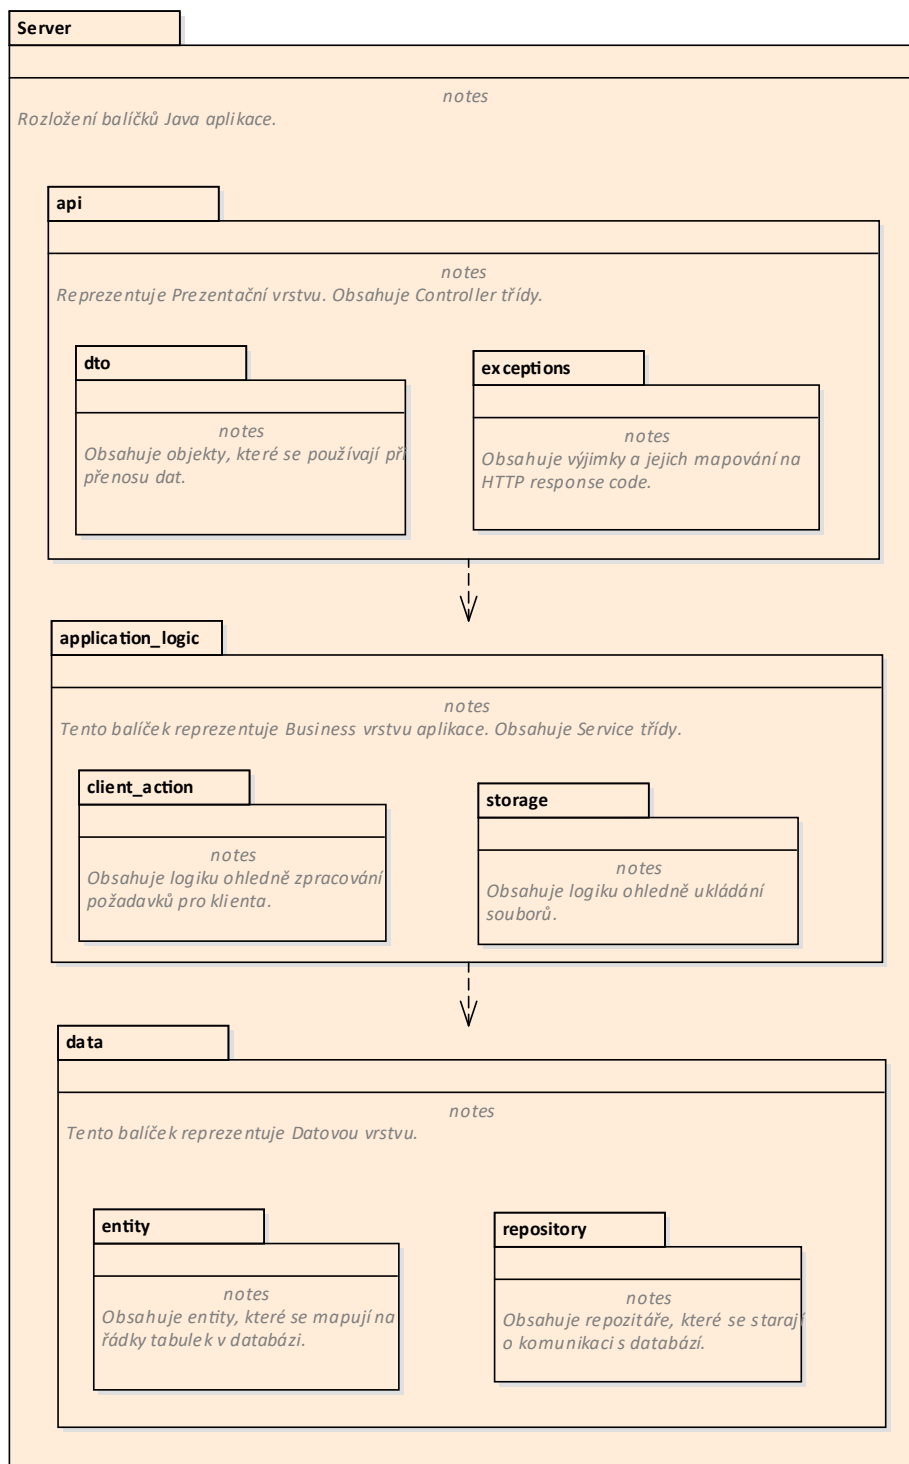 Server
notes
Rozložení balíčků Java aplikace.
api
notes
Reprezentuje Prezentační vrstvu. Obsahuje Controller třídy.
dto
notes
Obsahuje objekty, které se používají při
přenosu dat.
exceptions
notes
Obsahuje výjimky a jejich mapování na
HTTP response code.
application_logic
notes
Tento balíček reprezentuje Business vrstvu aplikace. Obsahuje Service třídy.
client_action
notes
Obsahuje logiku ohledně zpracování
požadavků pro klienta.
storage
notes
Obsahuje logiku ohledně ukládání
souborů.
data
notes
Tento balíček reprezentuje Datovou vrstvu.
entity
notes
Obsahuje entity, které se mapují na
řádky tabulek v databázi.
repository
notes
Obsahuje repozitáře, které se starají
o komunikaci s databází.